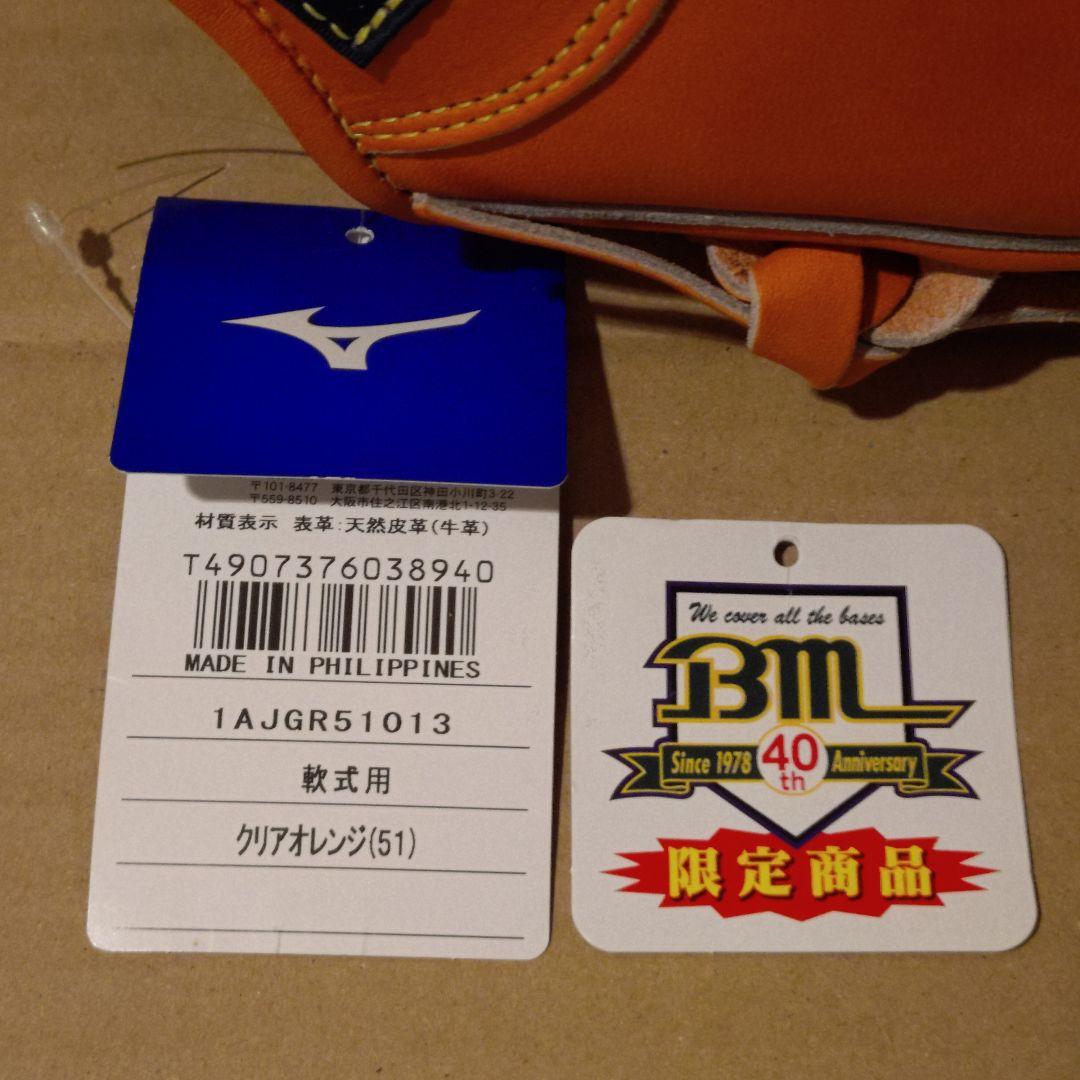 〒101-8477 東京都千代田区神田小川町3-22
〒559-8510 大阪市住之江区南港北1-12-35
材質表示 表革:天然皮革(牛革)
T4907376038940
MADE IN PHILIPPINES
1AJGR51013
軟式用
クリアオレンジ(51)
We cover all the bases
BM
Since 1978 40th Anniversary
限定商品